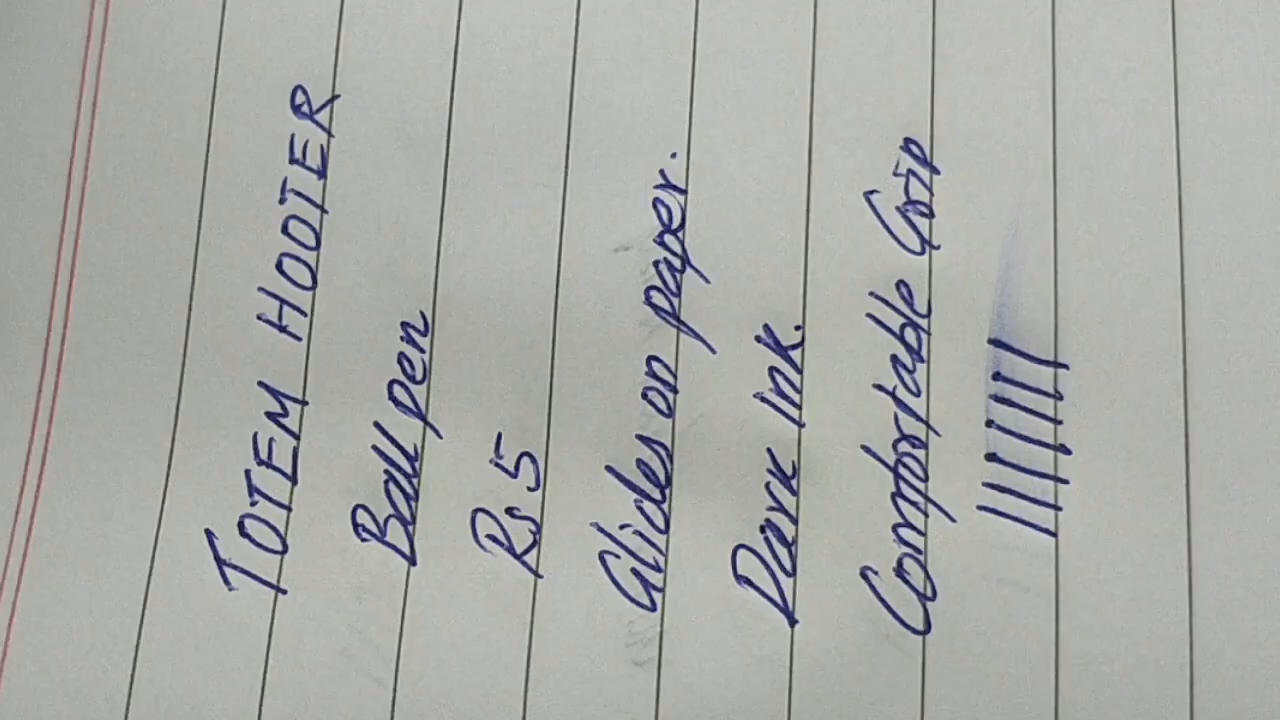 TOTEM HOOTER
Ball pen
Rs 5
Glides on paper.
Dark Ink.
Comfortable Grip